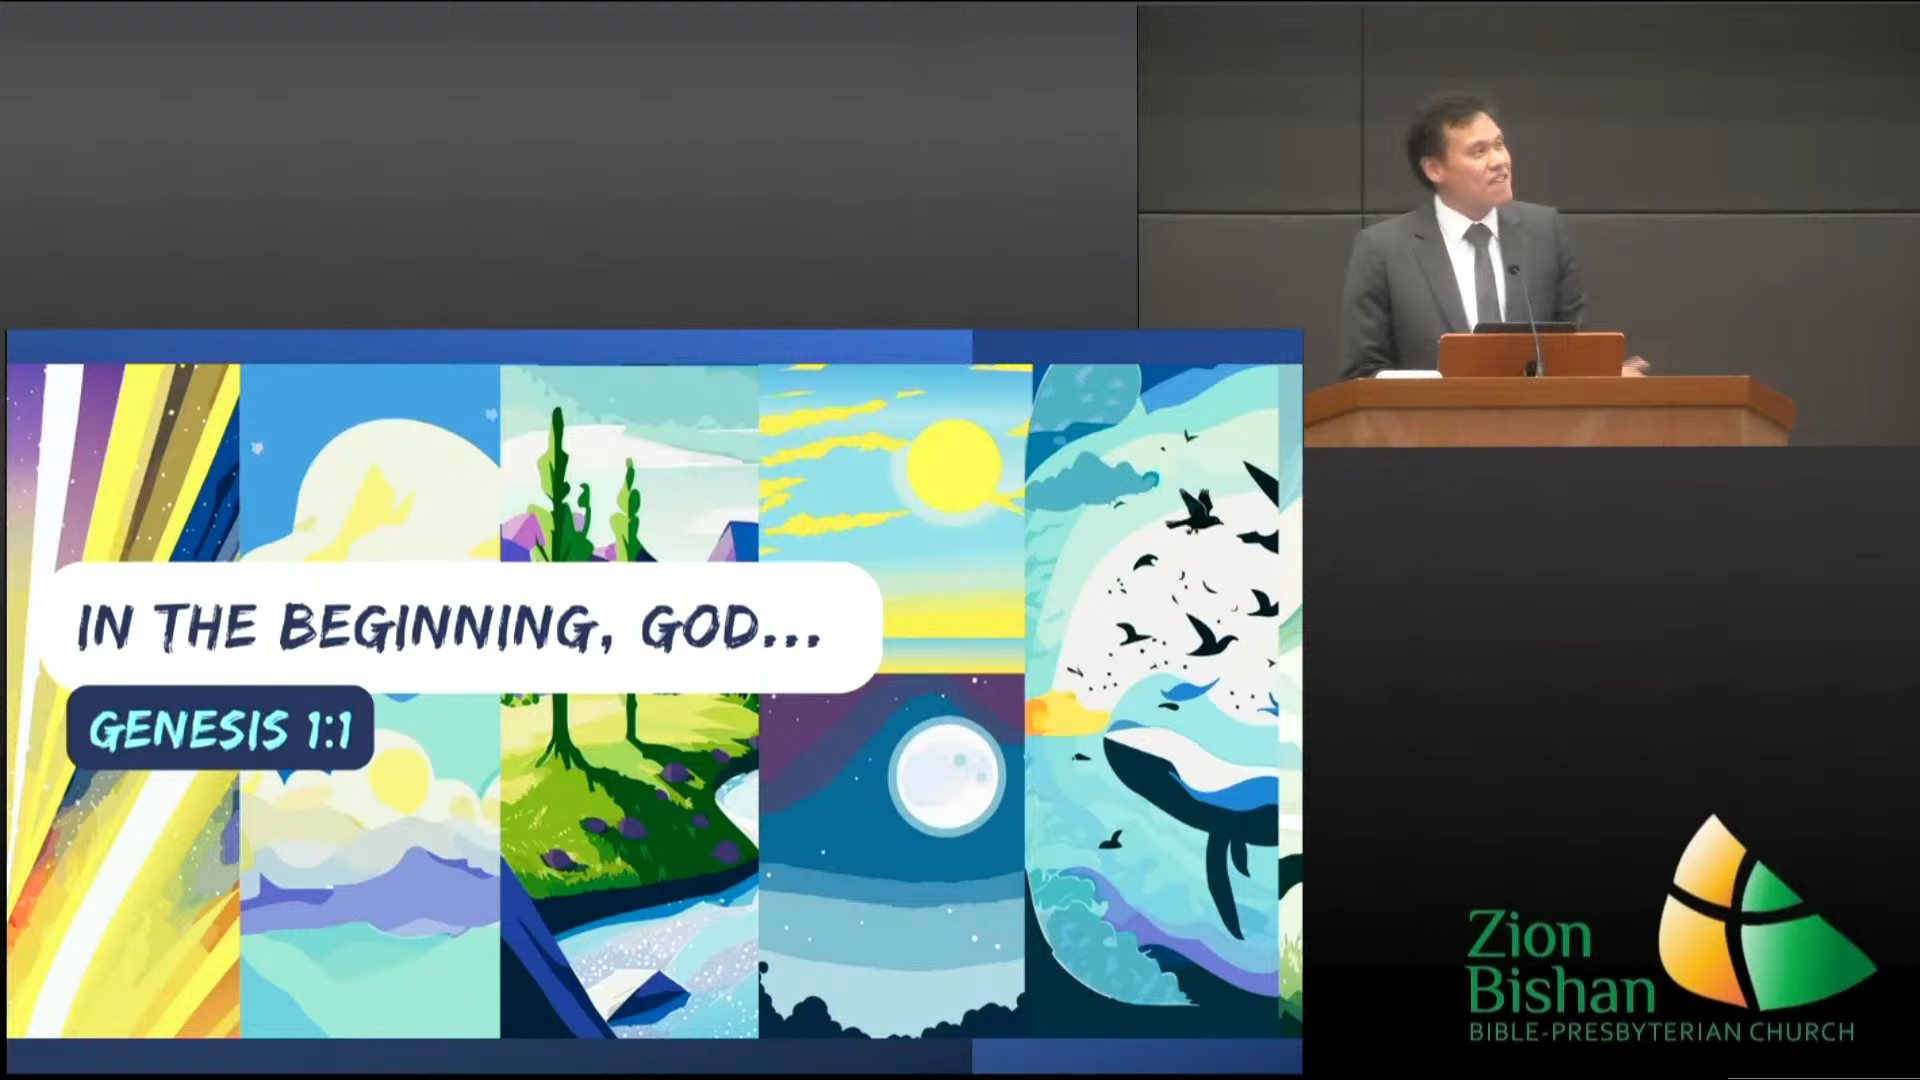 IN THE BEGINNING, GOD...
GENESIS 1:1
Zion
Bishan
BIBLE-PRESBYTERIAN CHURCH